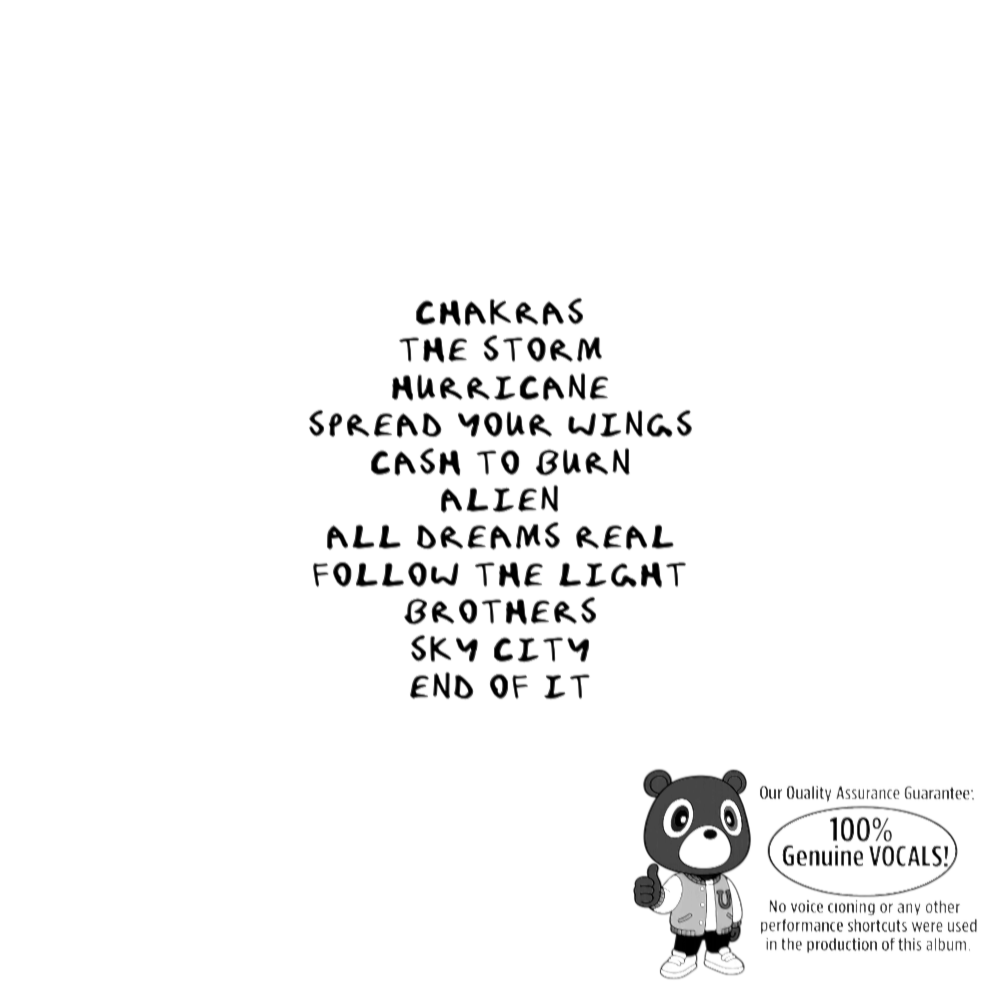 CHAKRAS
THE STORM
HURRICANE
SPREAD YOUR WINGS
CASH TO BURN
ALIEN
ALL DREAMS REAL
FOLLOW THE LIGHT
BROTHERS
SKY CITY
END OF IT
Our Quality Assurance Guarantee:
100%
Genuine VOCALS!
No voice cloning or any other
performance shortcuts were used
in the production of this album.
U